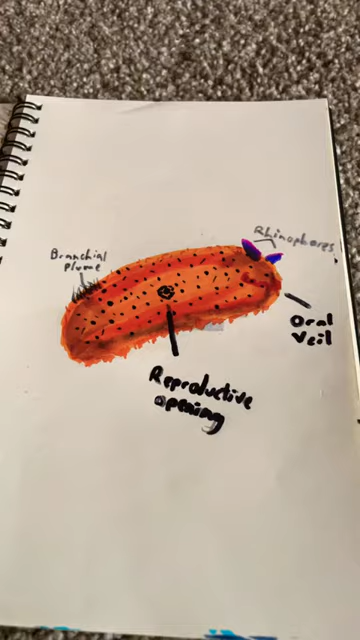 Rhinophores
Branchial
plume
Oral
Veil
Reproductive
opening